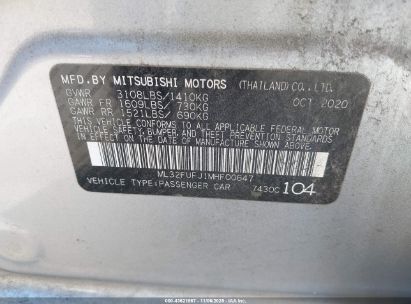 MFD.BY MITSUBISHI MOTORS (THAILAND)CO.,LTD.
GVWR 3108LBS/1410KG OCT 2020
GAWR FR 1609LBS/ 730KG
GAWR RR 1521LBS/ 690KG
THIS VEHICLE CONFORMS TO ALL APPLICABLE FEDERAL MOTOR
VEHICLE SAFETY, BUMPER, AND THEFT PREVENTION STANDARDS
IN EFFECT ON THE DATE OF MANUFACTURE SHOWN ABOVE.
ML32FUFJ1MHF00647
VEHICLE TYPE:PASSENGER CAR 7430C 104